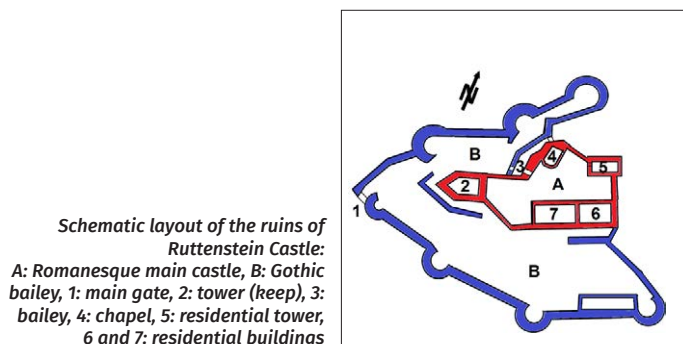 Schematic layout of the ruins of
Ruttenstein Castle:
A: Romanesque main castle, B: Gothic
bailey, 1: main gate, 2: tower (keep), 3:
bailey, 4: chapel, 5: residential tower,
6 and 7: residential buildings
N
B
3
4
5
2
A
1
7
6
B